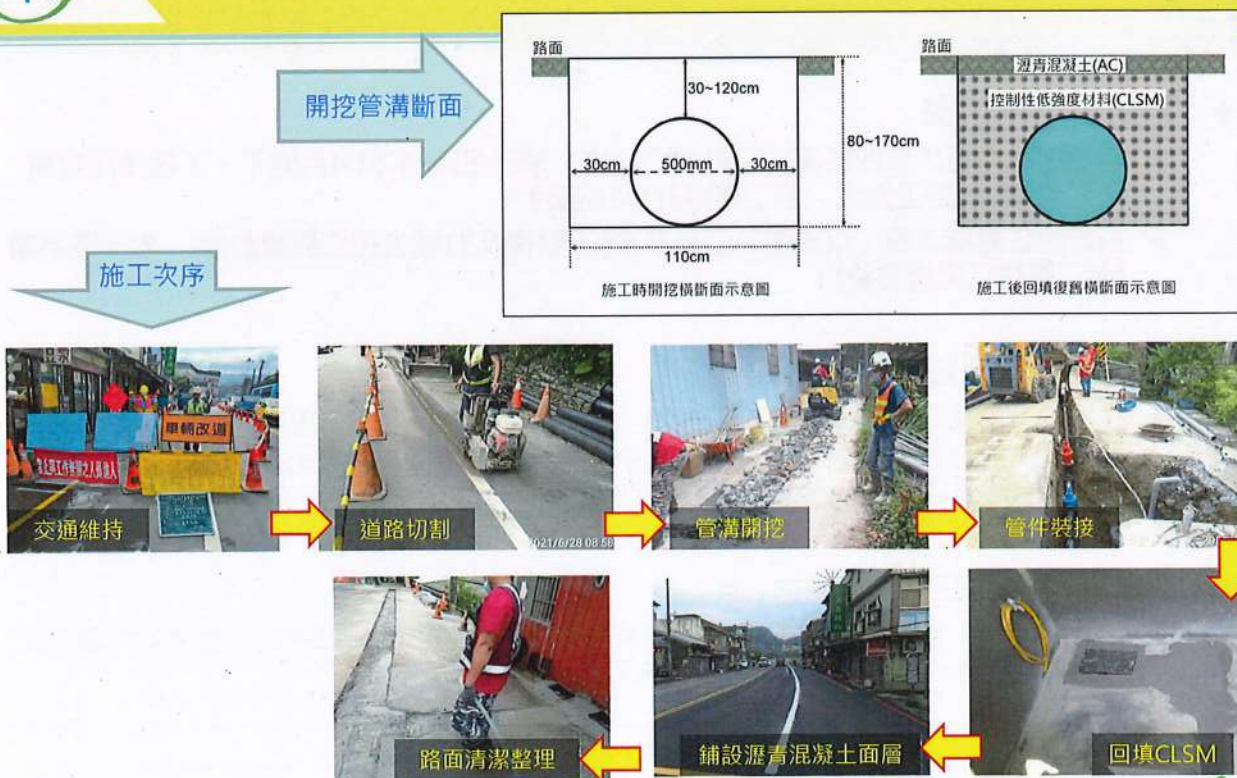 開挖管溝斷面
路面
30~120cm
80~170cm
30cm
500mm
30cm
110cm
施工時開挖橫斷面示意圖
路面
瀝青混凝土(AC)
控制性低強度材料(CLSM)
施工後回填復舊橫斷面示意圖
施工次序
車輛改道
交通維持
道路切割
2021/6/28 08:58
管溝開挖
管件裝接
回填CLSM
鋪設瀝青混凝土面層
路面清潔整理